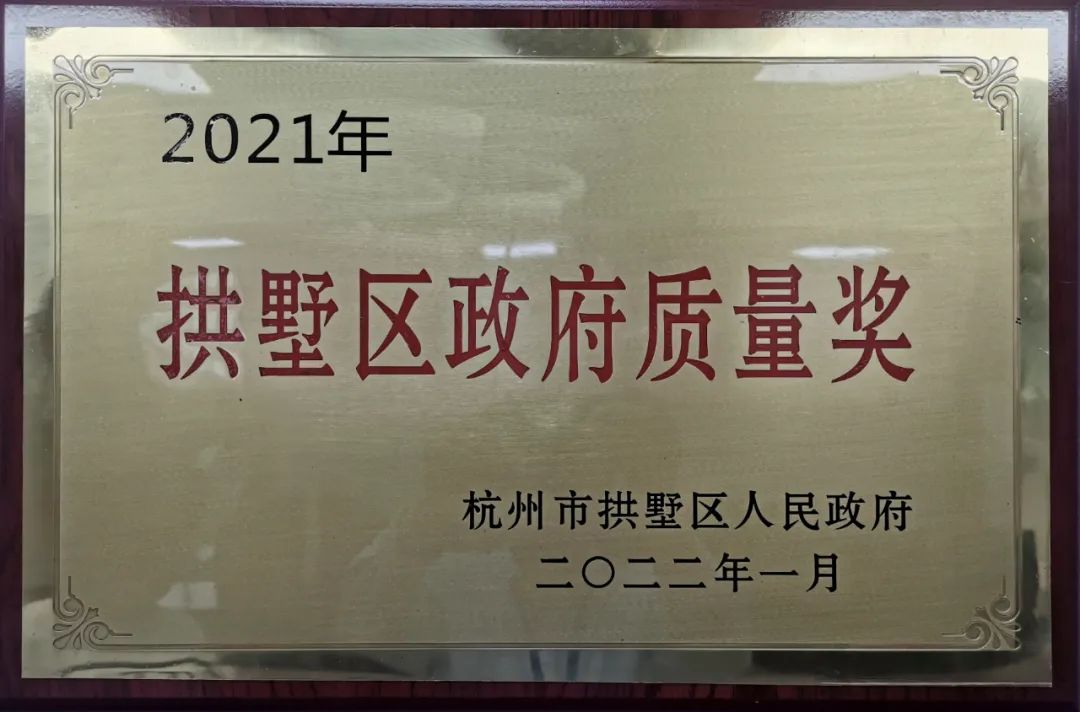 2021年
拱墅区政府质量奖
杭州市拱墅区人民政府
二〇二二年一月